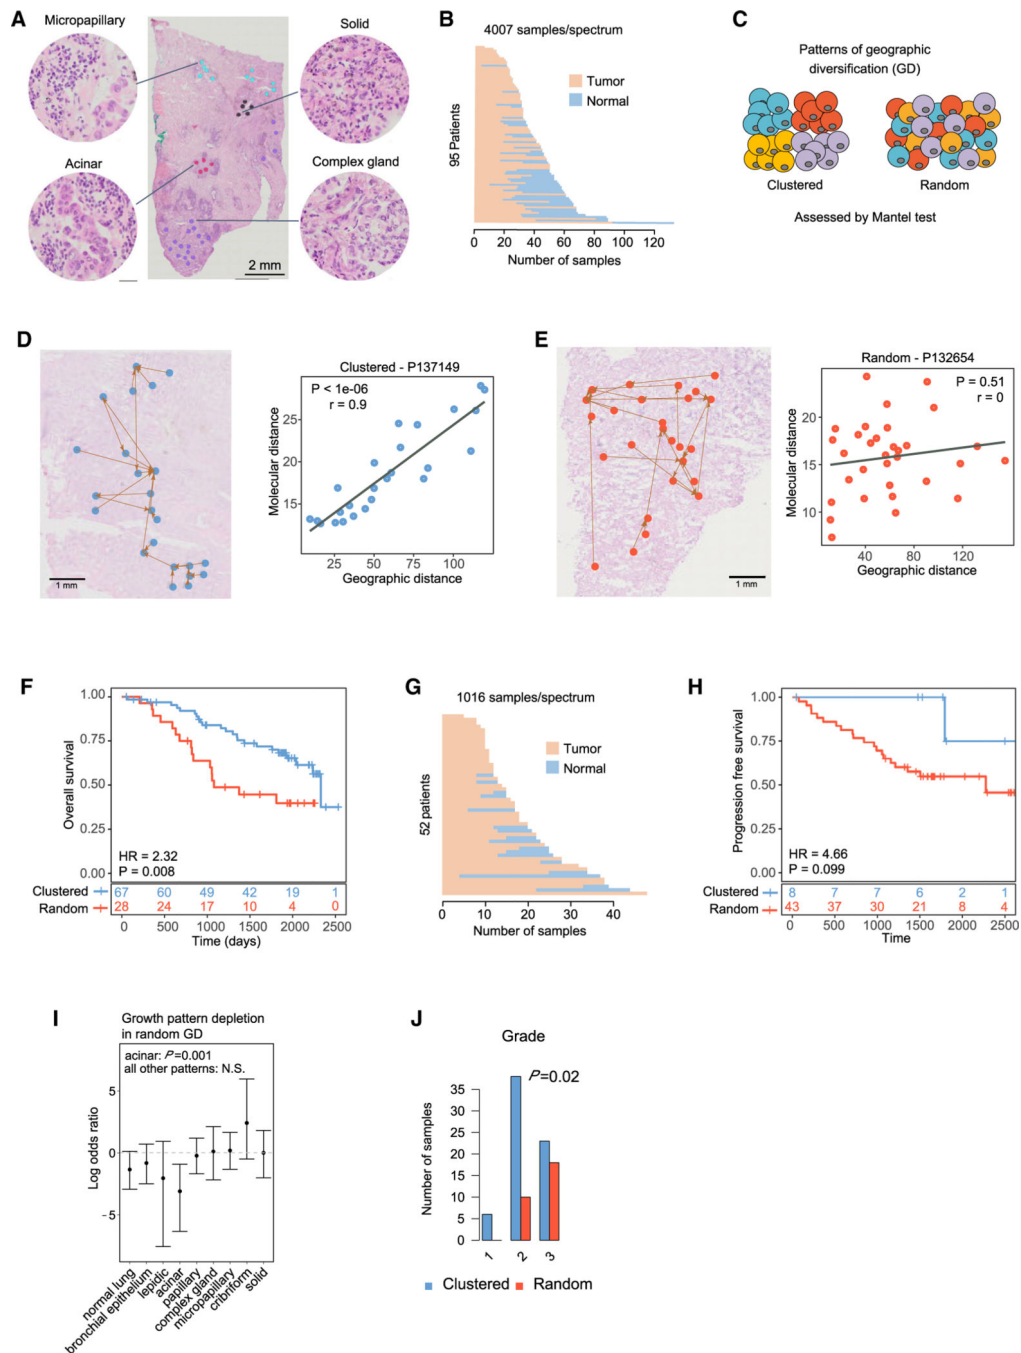 A
Micropapillary
Solid
Acinar
Complex gland
2 mm
B
4007 samples/spectrum
Tumor
Normal
95 Patients
0 20 40 60 80 100 120
Number of samples
C
Patterns of geographic
diversification (GD)
Clustered
Random
Assessed by Mantel test
D
1 mm
Clustered - P137149
P < 1e-06
r = 0.9
Molecular distance
25
20
15
25 50 75 100
Geographic distance
E
1 mm
Random - P132654
P = 0.51
r = 0
Molecular distance
20
15
10
40 80 120
Geographic distance
F
Overall survival
1.00
0.75
0.50
0.25
0.00
HR = 2.32
P = 0.008
Clustered 67 60 49 42 19 1
Random 28 24 17 10 4 0
0 500 1000 1500 2000 2500
Time (days)
G
1016 samples/spectrum
Tumor
Normal
52 patients
0 10 20 30 40
Number of samples
H
Progression free survival
1.00
0.75
0.50
0.25
0.00
HR = 4.66
P = 0.099
Clustered 8 7 7 6 2 1
Random 43 37 30 21 8 4
0 500 1000 1500 2000 2500
Time
I
Growth pattern depletion
in random GD
acinar: P=0.001
all other patterns: N.S.
Log odds ratio
5
0
−5
normal lung
bronchial epithelium
lepidic
acinar
papillary
complex gland
micropapillary
cribriform
solid
J
Grade
P=0.02
Number of samples
35
30
25
20
15
10
5
0
1 2 3
Clustered Random